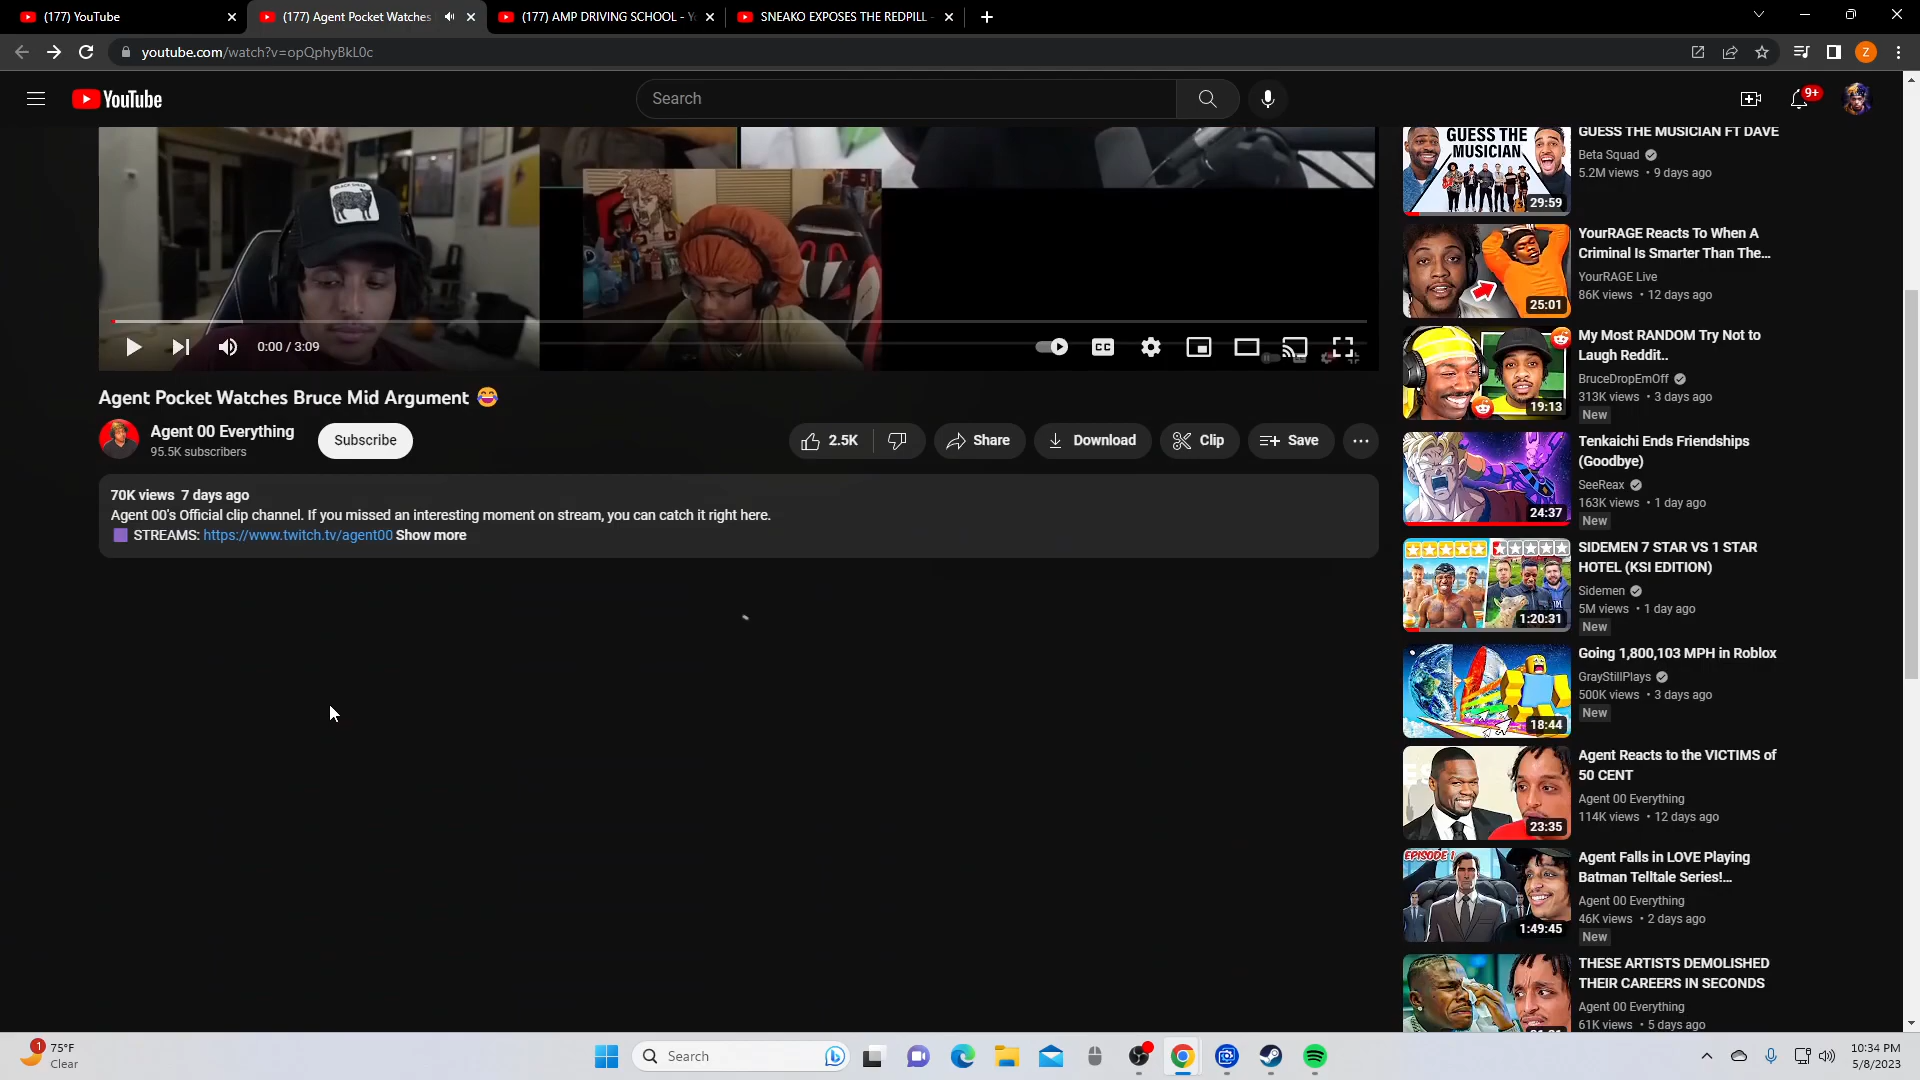 (177) YouTube
(177) Agent Pocket Watches
(177) AMP DRIVING SCHOOL - Yo
SNEAKO EXPOSES THE REDPILL -
youtube.com/watch?v=opQphyBkL0c
Z
YouTube
Search
9+
BLACK SHEEP
0:00 / 3:09
CC
Agent Pocket Watches Bruce Mid Argument 😂
Agent 00 Everything
95.5K subscribers
Subscribe
2.5K
Share
Download
Clip
Save
70K views 7 days ago
Agent 00's Official clip channel. If you missed an interesting moment on stream, you can catch it right here.
🟪 STREAMS: https://www.twitch.tv/agent00 Show more
GUESS THE
MUSICIAN
29:59
GUESS THE MUSICIAN FT DAVE
Beta Squad
5.2M views • 9 days ago
25:01
YourRAGE Reacts To When A
Criminal Is Smarter Than The...
YourRAGE Live
86K views • 12 days ago
19:13
My Most RANDOM Try Not to
Laugh Reddit..
BruceDropEmOff
313K views • 3 days ago
New
24:37
Tenkaichi Ends Friendships
(Goodbye)
SeeReax
163K views • 1 day ago
New
1:20:31
SIDEMEN 7 STAR VS 1 STAR
HOTEL (KSI EDITION)
Sidemen
5M views • 1 day ago
New
18:44
Going 1,800,103 MPH in Roblox
GrayStillPlays
500K views • 3 days ago
New
23:35
Agent Reacts to the VICTIMS of
50 CENT
Agent 00 Everything
114K views • 12 days ago
EPISODE 1
1:49:45
Agent Falls in LOVE Playing
Batman Telltale Series!...
Agent 00 Everything
46K views • 2 days ago
New
THESE ARTISTS DEMOLISHED
THEIR CAREERS IN SECONDS
Agent 00 Everything
61K views • 5 days ago
1
75°F
Clear
Search
10:34 PM
5/8/2023